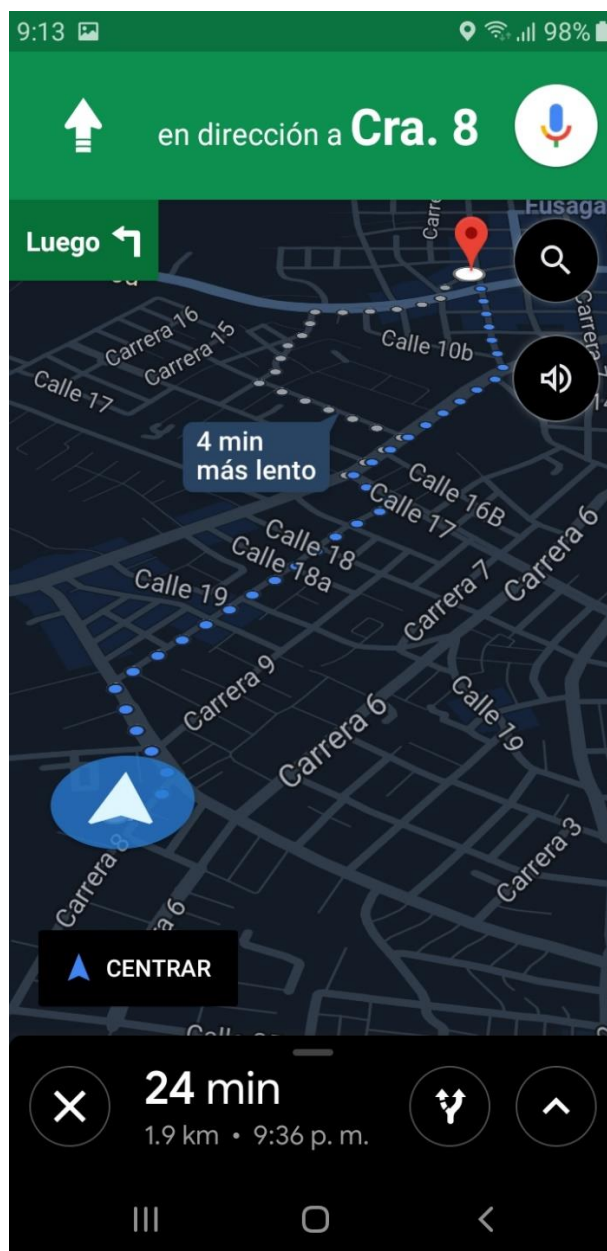 9:13
98%
en dirección a Cra. 8
Luego
Carrera 16
Carrera 15
Calle 10b
Calle 17
4 min
más lento
Calle 16B
Calle 17
Calle 18
Calle 18a
Calle 19
Carrera 6
Carrera 7
Carrera 9
Carrera 6
Calle 19
Carrera 3
Carrera 8
CENTRAR
24 min
1.9 km • 9:36 p. m.